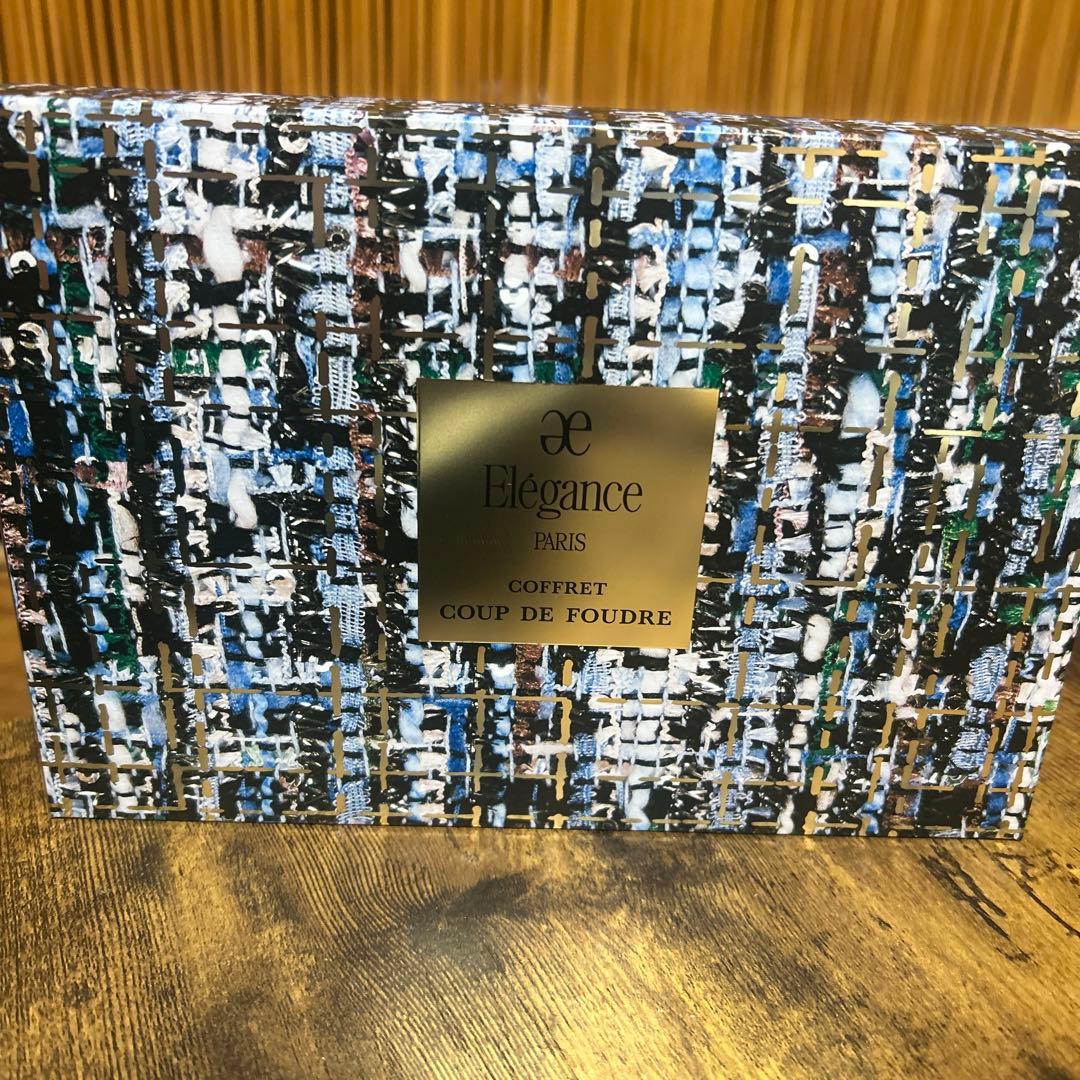 æ
Elégance
PARIS
COFFRET
COUP DE FOUDRE